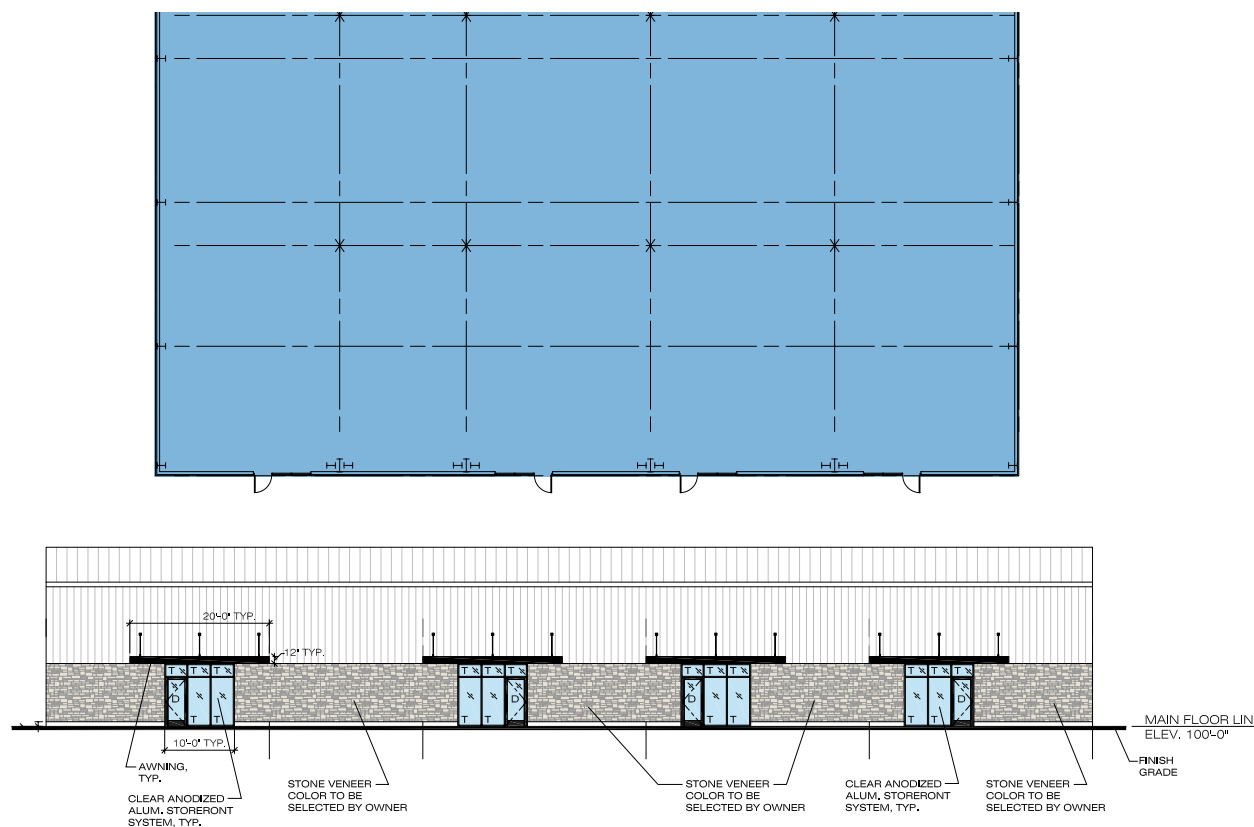 20'-0" TYP.
12" TYP.
T T T
T T T
T T T
T T T
D
D
D
D
T T
T T
T T
T T
10'-0" TYP.
MAIN FLOOR LIN
ELEV. 100'-0"
AWNING,
TYP.
CLEAR ANODIZED
ALUM. STOREFRONT
SYSTEM, TYP.
STONE VENEER
COLOR TO BE
SELECTED BY OWNER
STONE VENEER
COLOR TO BE
SELECTED BY OWNER
CLEAR ANODIZED
ALUM. STOREFRONT
SYSTEM, TYP.
STONE VENEER
COLOR TO BE
SELECTED BY OWNER
FINISH
GRADE